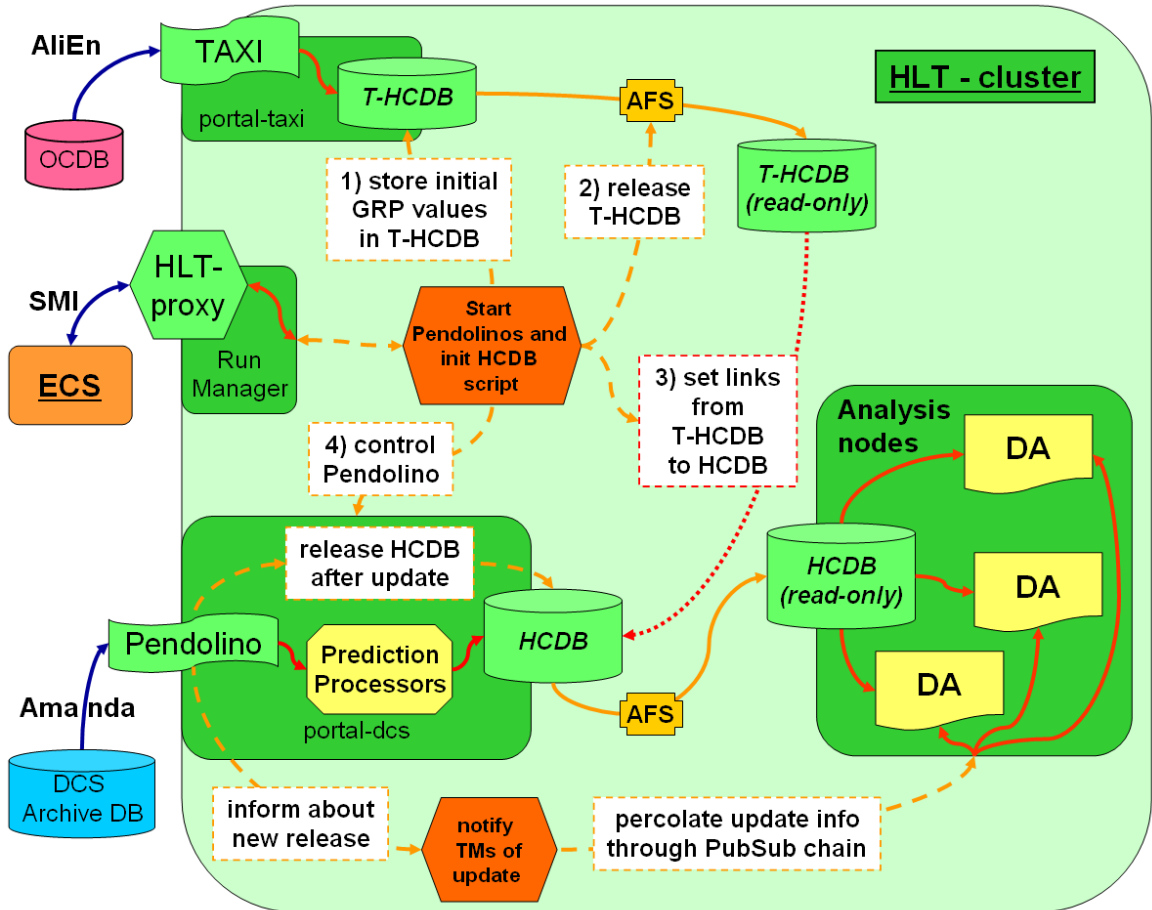 AliEn
TAXI
HLT - cluster
T-HCDB
AFS
portal-taxi
OCDB
T-HCDB
(read-only)
1) store initial
GRP values
in T-HCDB
2) release
T-HCDB
HLT-
proxy
SMI
Start
Pendolinos and
init HCDB
script
Run
Manager
ECS
3) set links
from
T-HCDB
to HCDB
Analysis
nodes
DA
4) control
Pendolino
release HCDB
after update
HCDB
(read-only)
DA
Pendolino
Prediction
Processors
HCDB
DA
Amanda
AFS
portal-dcs
DCS
Archive DB
inform about
new release
notify
TMs of
update
percolate update info
through PubSub chain